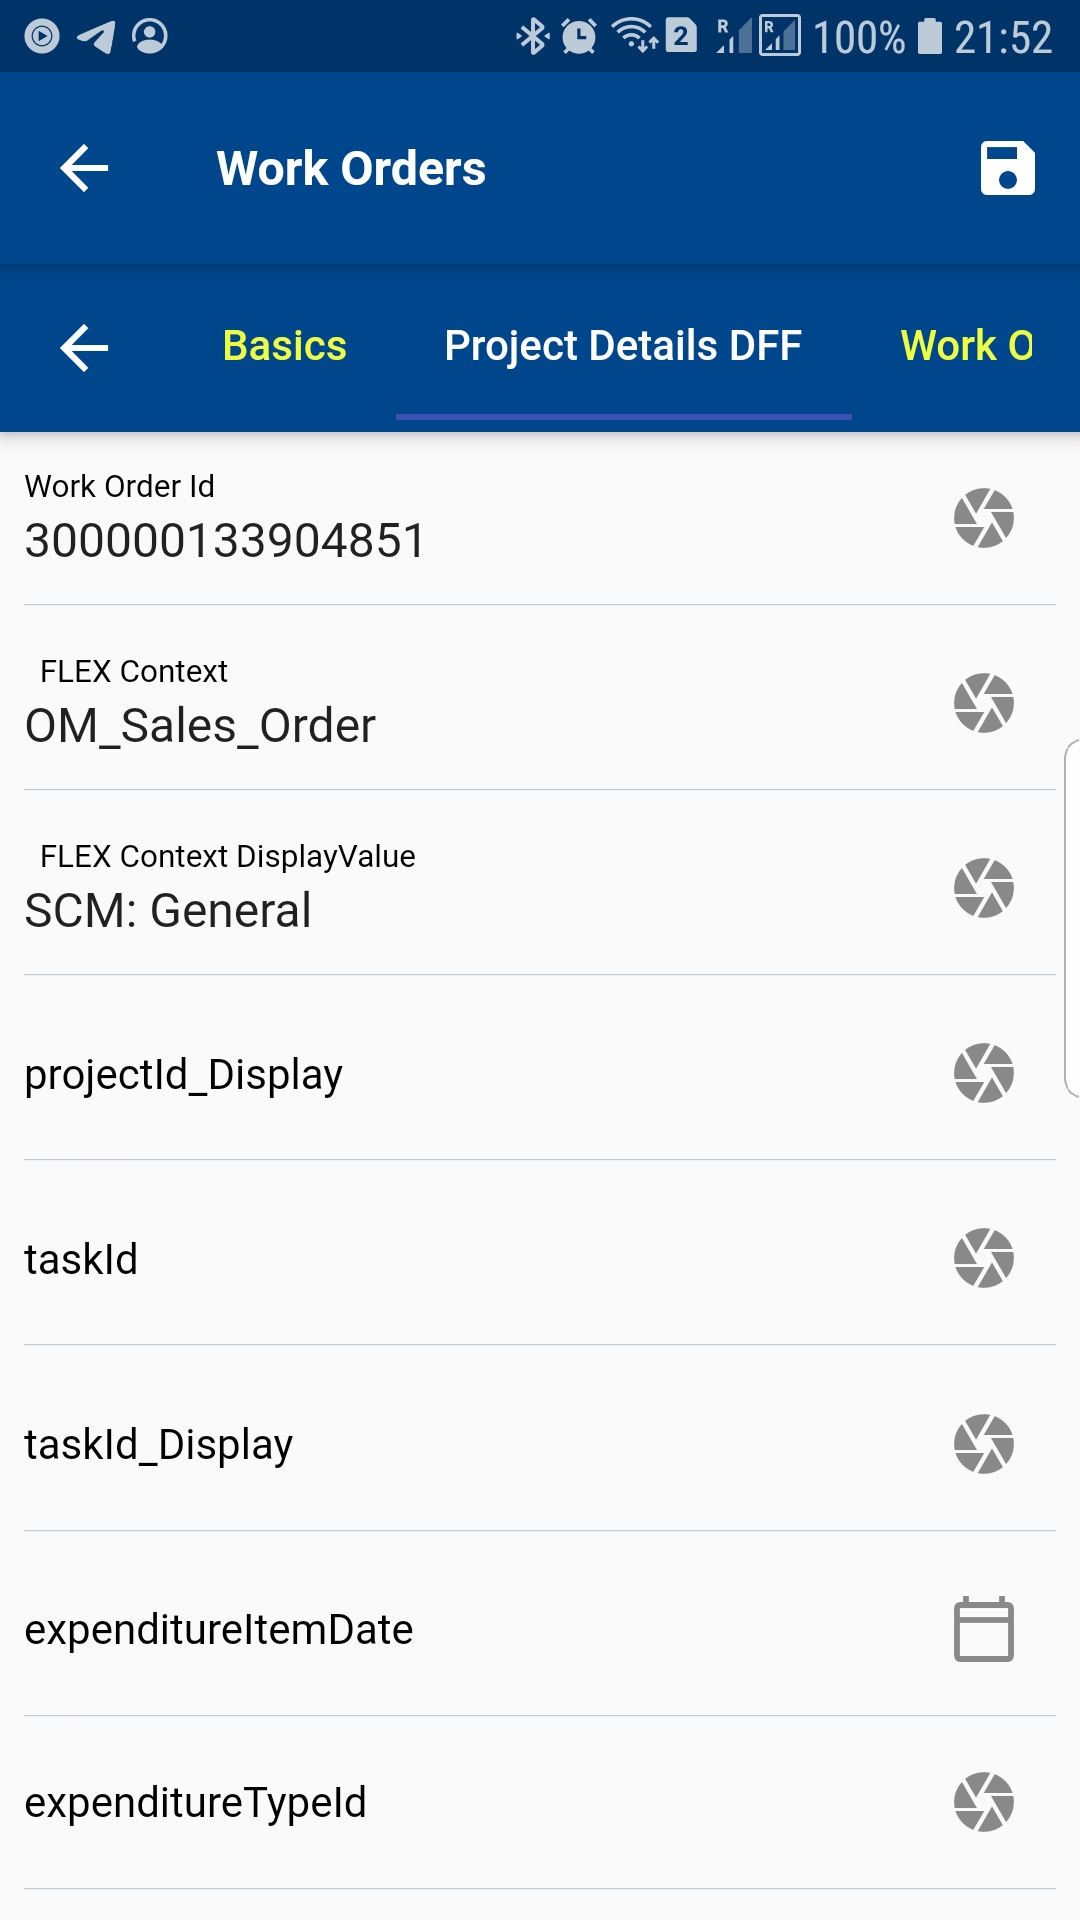 2 R R 100% 21:52
Work Orders
Basics Project Details DFF Work O
Work Order Id
300000133904851
FLEX Context
OM_Sales_Order
FLEX Context DisplayValue
SCM: General
projectId_Display
taskId
taskId_Display
expenditureItemDate
expenditureTypeId